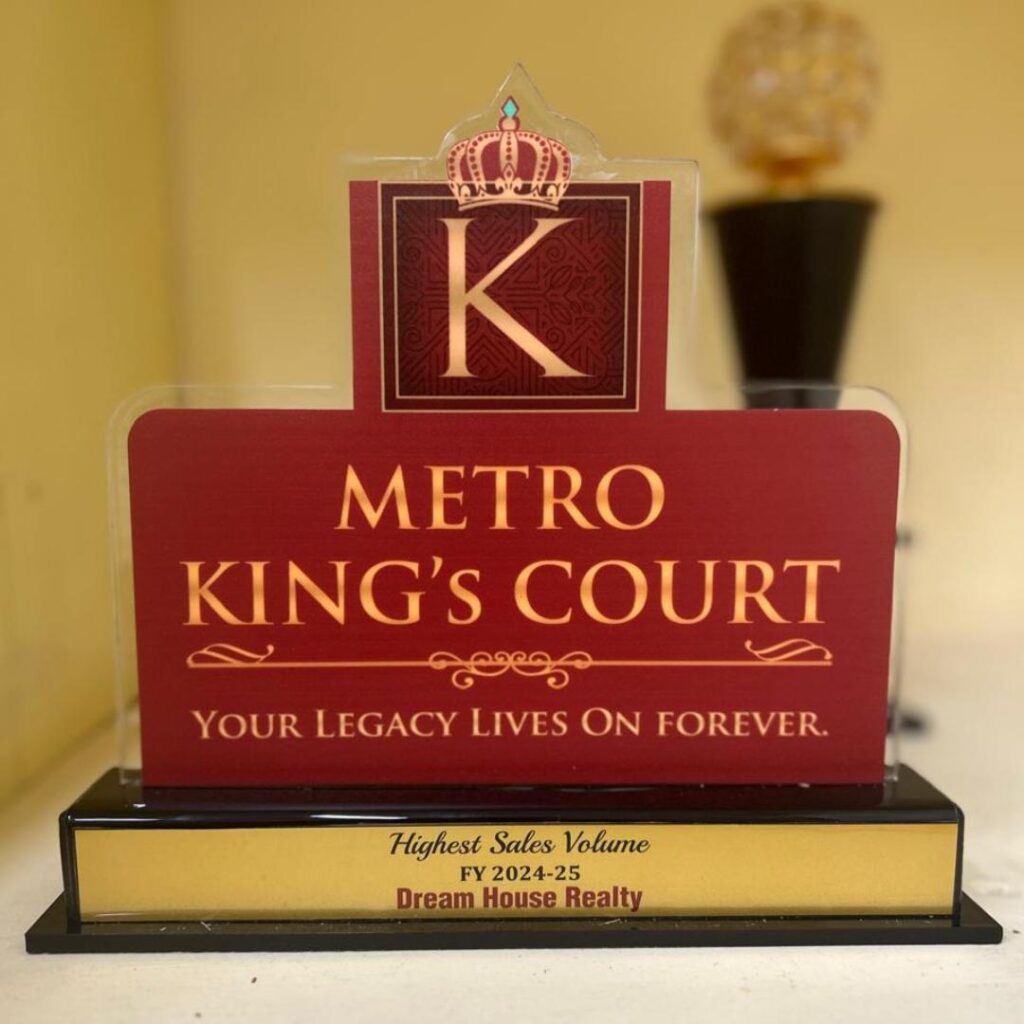 K
METRO
KING'S COURT
YOUR LEGACY LIVES ON FOREVER.
Highest Sales Volume
FY 2024-25
Dream House Realty